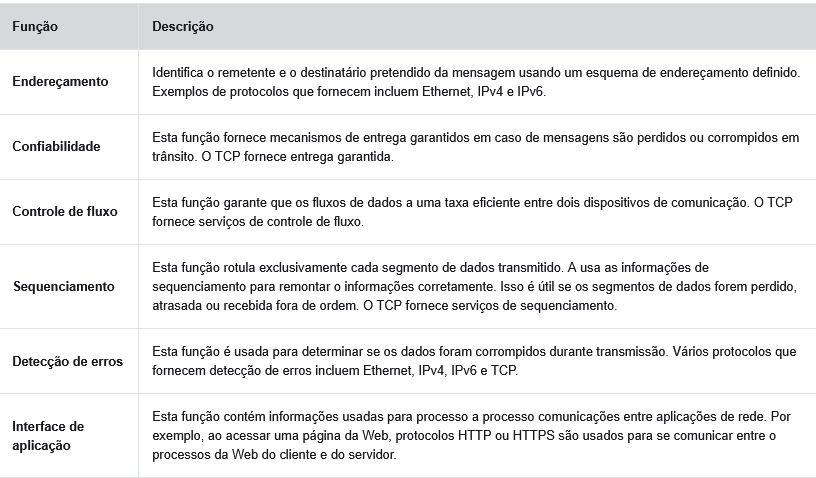 Função Descrição
Endereçamento
Identifica o remetente e o destinatário pretendido da mensagem usando um esquema de endereçamento definido.
Exemplos de protocolos que fornecem incluem Ethernet, IPv4 e IPv6.
Confiabilidade
Esta função fornece mecanismos de entrega garantidos em caso de mensagens são perdidos ou corrompidos em
trânsito. O TCP fornece entrega garantida.
Controle de fluxo
Esta função garante que os fluxos de dados a uma taxa eficiente entre dois dispositivos de comunicação. O TCP
fornece serviços de controle de fluxo.
Sequenciamento
Esta função rotula exclusivamente cada segmento de dados transmitido. A usa as informações de
sequenciamento para remontar o informações corretamente. Isso é útil se os segmentos de dados forem perdido,
atrasada ou recebida fora de ordem. O TCP fornece serviços de sequenciamento.
Detecção de erros
Esta função é usada para determinar se os dados foram corrompidos durante transmissão. Vários protocolos que
fornecem detecção de erros incluem Ethernet, IPv4, IPv6 e TCP.
Interface de
aplicação
Esta função contém informações usadas para processo a processo comunicações entre aplicações de rede. Por
exemplo, ao acessar uma página da Web, protocolos HTTP ou HTTPS são usados para se comunicar entre o
processos da Web do cliente e do servidor.